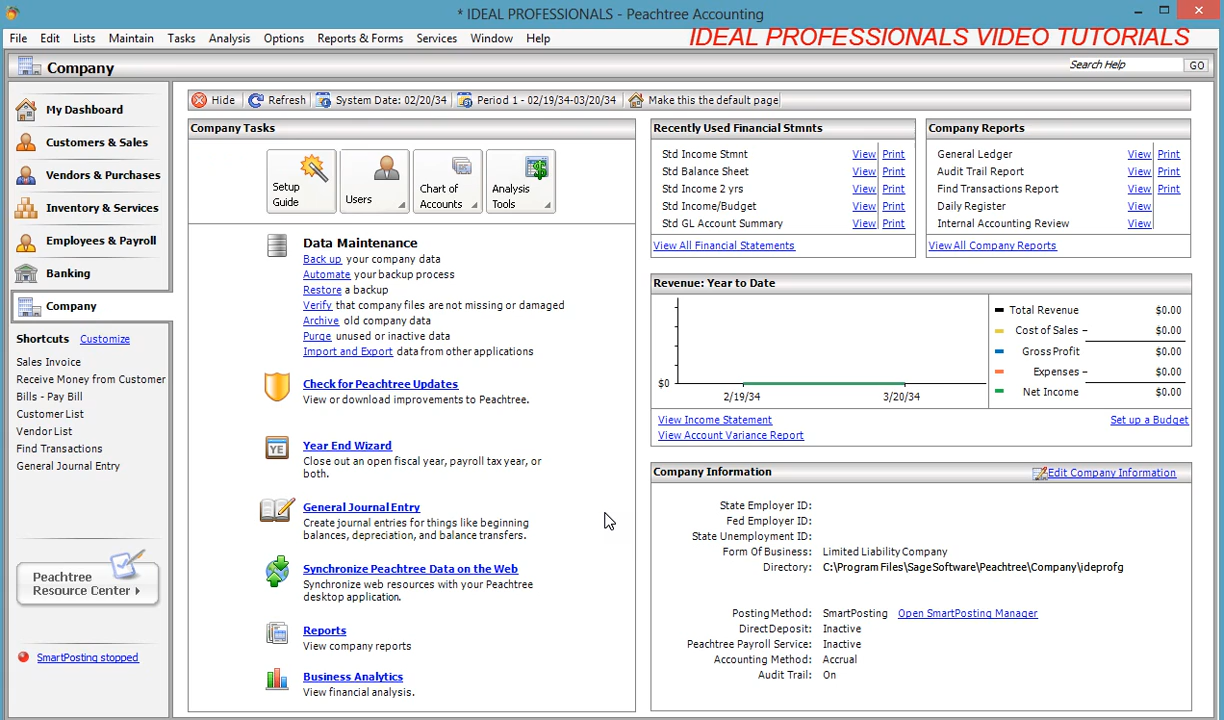 * IDEAL PROFESSIONALS - Peachtree Accounting
File Edit Lists Maintain Tasks Analysis Options Reports & Forms Services Window Help
IDEAL PROFESSIONALS VIDEO TUTORIALS
Company
Search Help GO
My Dashboard
Customers & Sales
Vendors & Purchases
Inventory & Services
Employees & Payroll
Banking
Company
Shortcuts Customize
Sales Invoice
Receive Money from Customer
Bills - Pay Bill
Customer List
Vendor List
Find Transactions
General Journal Entry
Peachtree
Resource Center
SmartPosting stopped
Hide Refresh System Date: 02/20/34 Period 1 - 02/19/34-03/20/34 Make this the default page
Company Tasks
Setup
Guide
Users
Chart of
Accounts
Analysis
Tools
Data Maintenance
Back up your company data
Automate your backup process
Restore a backup
Verify that company files are not missing or damaged
Archive old company data
Purge unused or inactive data
Import and Export data from other applications
Check for Peachtree Updates
View or download improvements to Peachtree.
YE
Year End Wizard
Close out an open fiscal year, payroll tax year, or
both.
General Journal Entry
Create journal entries for things like beginning
balances, depreciation, and balance transfers.
Synchronize Peachtree Data on the Web
Synchronize web resources with your Peachtree
desktop application.
Reports
View company reports
Business Analytics
View financial analysis.
Recently Used Financial Stmnts
Std Income Stmnt View Print
Std Balance Sheet View Print
Std Income 2 yrs View Print
Std Income/Budget View Print
Std GL Account Summary View Print
View All Financial Statements
Company Reports
General Ledger View Print
Audit Trail Report View Print
Find Transactions Report View Print
Daily Register View
Internal Accounting Review View
View All Company Reports
Revenue: Year to Date
$0
2/19/34 3/20/34
Total Revenue $0.00
Cost of Sales – $0.00
Gross Profit $0.00
Expenses – $0.00
Net Income $0.00
View Income Statement
Set up a Budget
View Account Variance Report
Company Information
Edit Company Information
State Employer ID:
Fed Employer ID:
State Unemployment ID:
Form Of Business: Limited Liability Company
Directory: C:\Program Files\SageSoftware\Peachtree\Company\ideprofg
Posting Method: SmartPosting Open SmartPosting Manager
Direct Deposit: Inactive
Peachtree Payroll Service: Inactive
Accounting Method: Accrual
Audit Trail: On